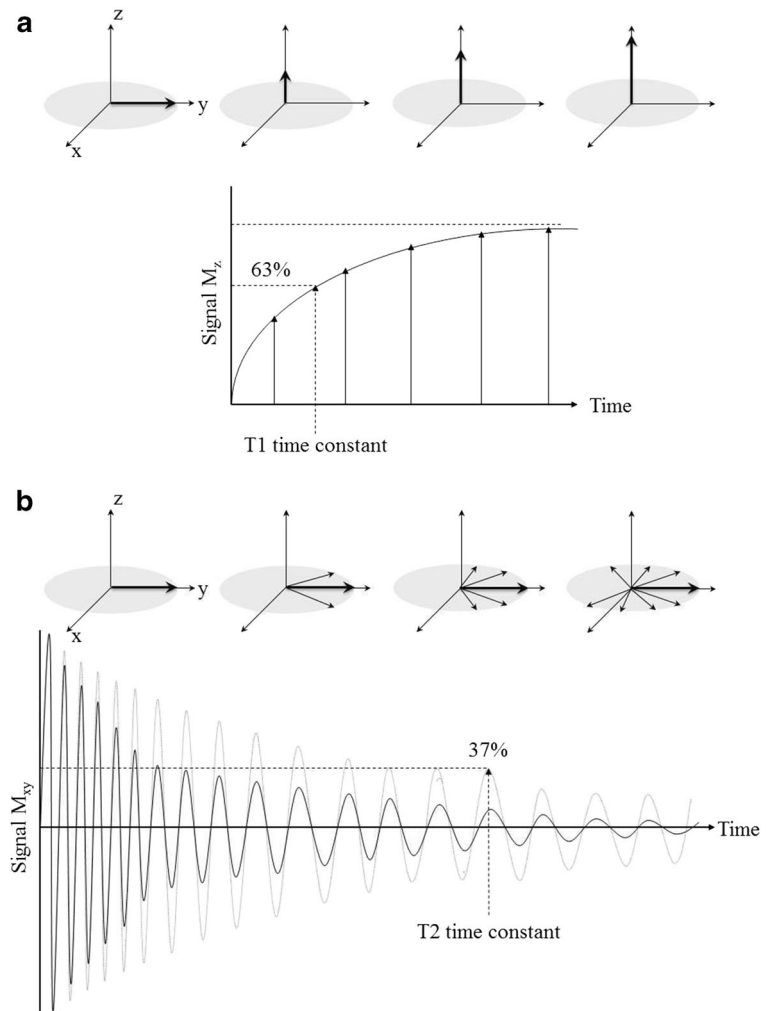 a
z
y
x
63%
Signal Mz
Time
T1 time constant
b
z
y
x
37%
Signal Mxy
Time
T2 time constant